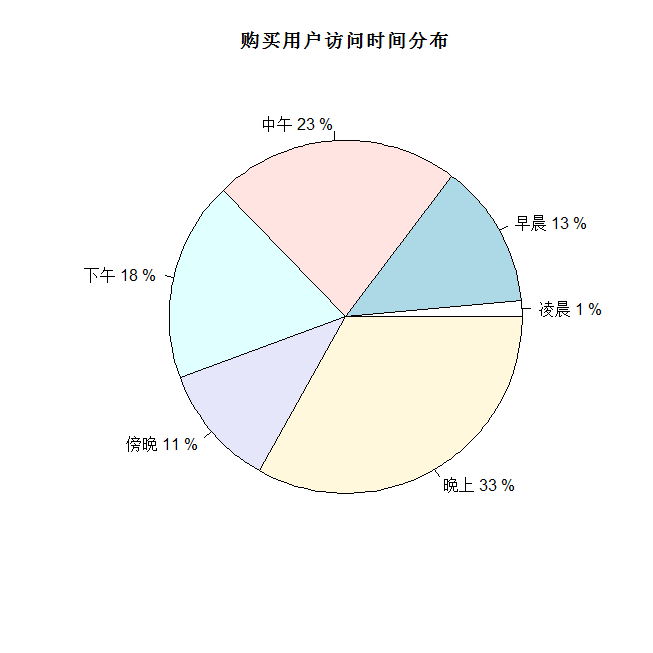 购买用户访问时间分布
中午 23 %
早晨 13 %
下午 18 %
凌晨 1 %
傍晚 11 %
晚上 33 %